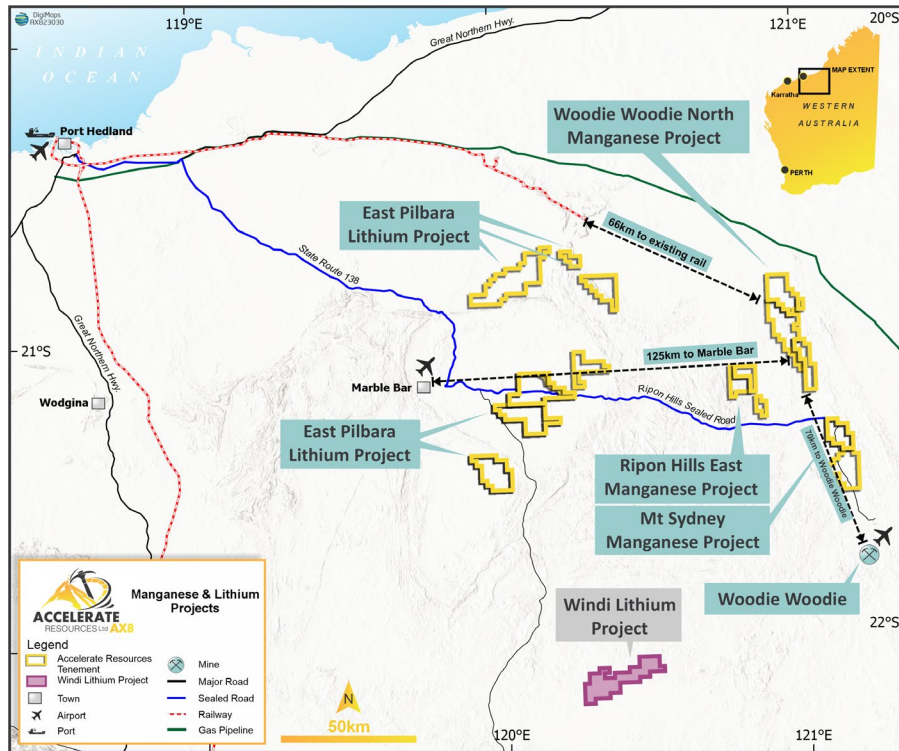 DigiMaps
AX823030
119°E
121°E
20°S
INDIAN
OCEAN
Great Northern Hwy.
MAP EXTENT
Karratha
WESTERN
AUSTRALIA
PERTH
Port Hedland
Woodie Woodie North
Manganese Project
East Pilbara
Lithium Project
66km to existing rail
State Route 138
21°S
125km to Marble Bar
Great Northern Hwy.
Marble Bar
Wodgina
Ripon Hills Sealed Road
East Pilbara
Lithium Project
Ripon Hills East
Manganese Project
70km to Woodie Woodie
Mt Sydney
Manganese Project
Woodie Woodie
Windi Lithium
Project
22°S
ACCELERATE
RESOURCES Ltd AX8
Manganese & Lithium
Projects
Legend
Accelerate Resources
Tenement
Windi Lithium Project
Town
Airport
Port
Mine
Major Road
Sealed Road
Railway
Gas Pipeline
N
50km
120°E
121°E